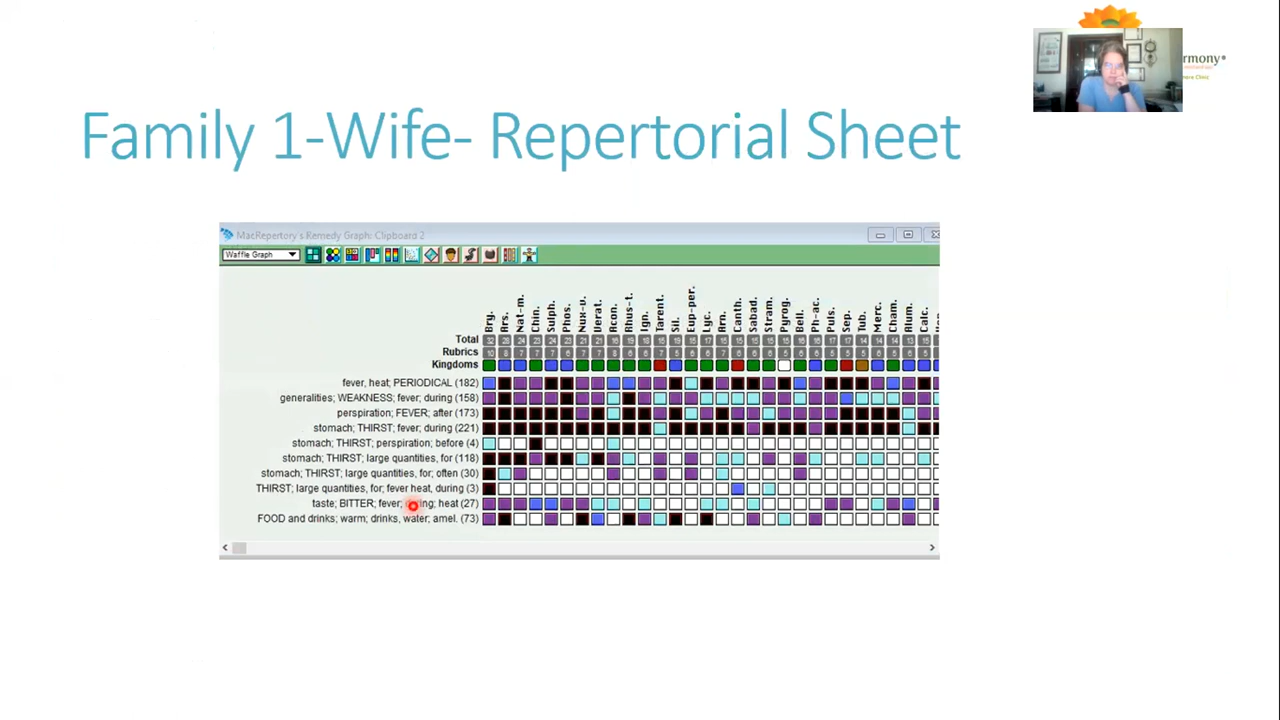 rmony®
Family 1-Wife- Repertorial Sheet
MacRepertory's Remedy Graph: Clipboard 2
Waffle Graph
Bry. Ars. Nat-m. Chin. Sulph. Phos. Nux-v. Verat. Acon. Rhus-t. Ign. Tarent. Sil. Eup-per. Lyc. Arn. Canth. Sabad. Stram. Pyrog. Bell. Ph-ac. Puls. Sep. Tub. Merc. Cham. Alum. Calc.
Total
Rubrics
Kingdoms
fever, heat; PERIODICAL (182)
generalities; WEAKNESS; fever; during (158)
perspiration; FEVER; after (173)
stomach; THIRST; fever; during (221)
stomach; THIRST; perspiration; before (4)
stomach; THIRST; large quantities, for (118)
stomach; THIRST; large quantities, for; often (30)
THIRST; large quantities, for; fever heat, during (3)
taste; BITTER; fever; heat (27)
FOOD and drinks; warm; drinks, water; amel. (73)